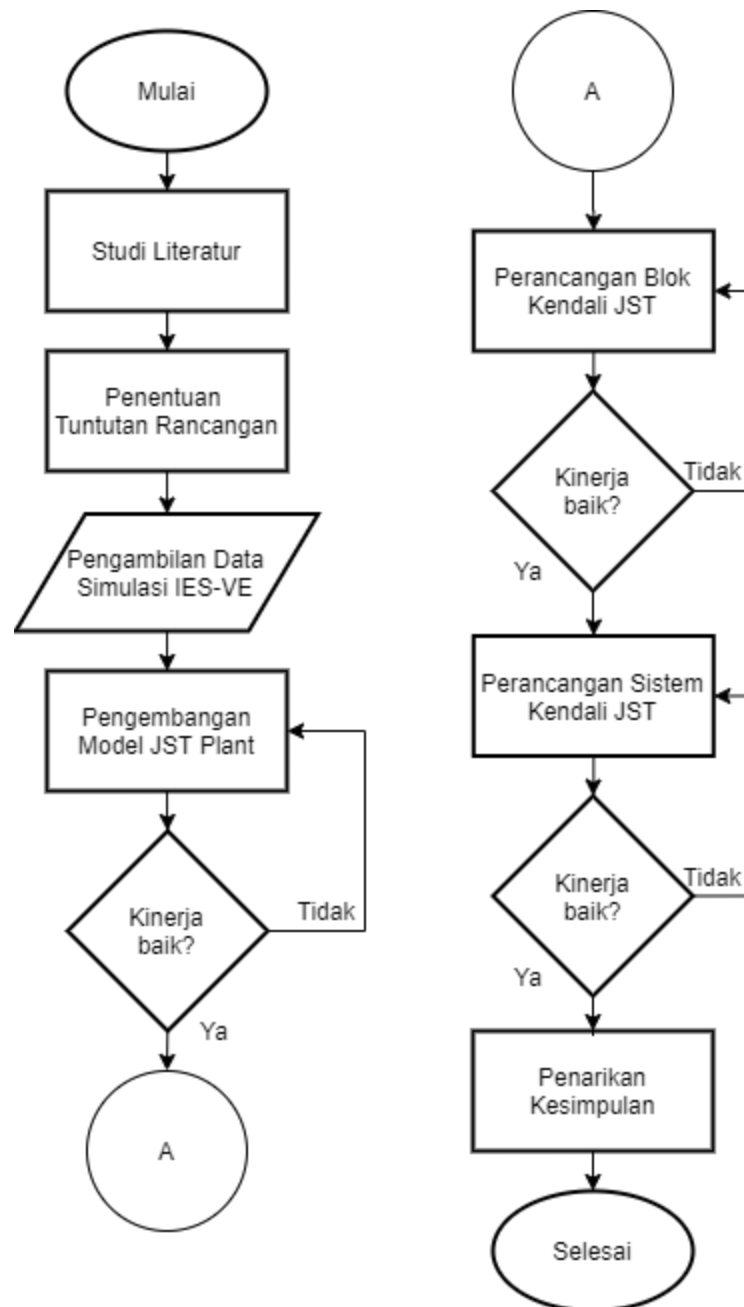 Mulai
Studi Literatur
Penentuan
Tuntutan Rancangan
Pengambilan Data
Simulasi IES-VE
Pengembangan
Model JST Plant
Kinerja
baik?
Tidak
Ya
A
A
Perancangan Blok
Kendali JST
Kinerja
baik?
Tidak
Ya
Perancangan Sistem
Kendali JST
Kinerja
baik?
Tidak
Ya
Penarikan
Kesimpulan
Selesai